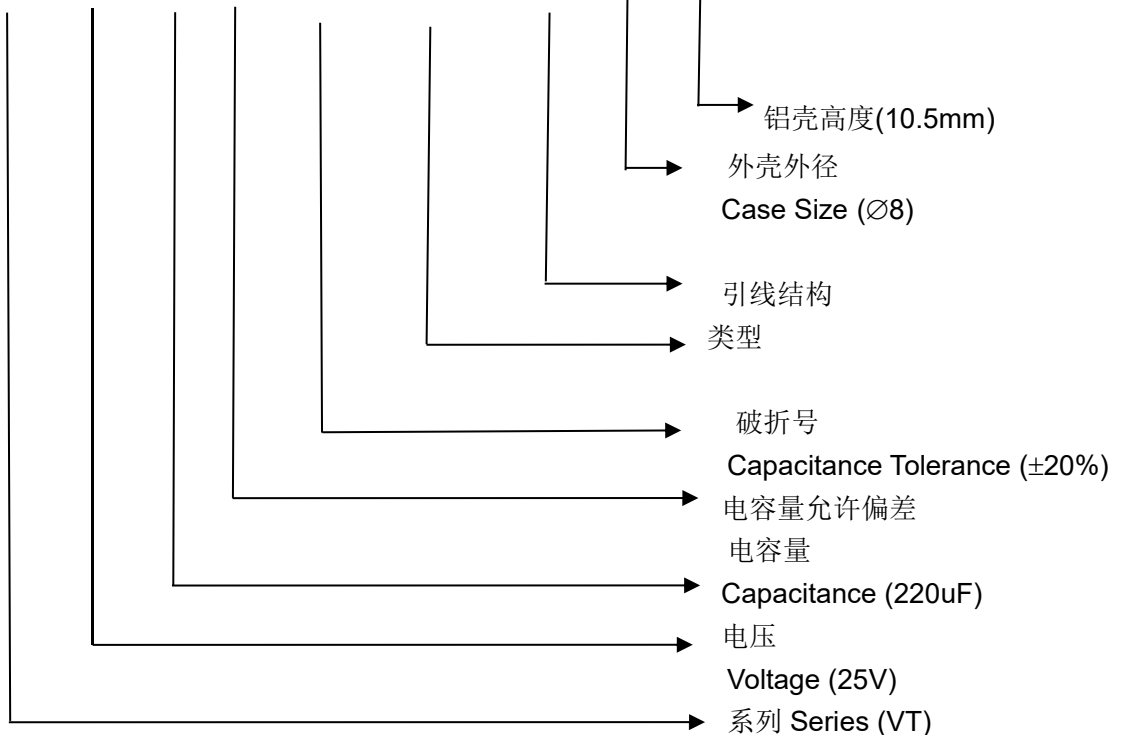 铝壳高度(10.5mm)
外壳外径
Case Size (∅8)
引线结构
类型
破折号
Capacitance Tolerance (±20%)
电容量允许偏差
电容量
Capacitance (220uF)
电压
Voltage (25V)
系列 Series (VT)